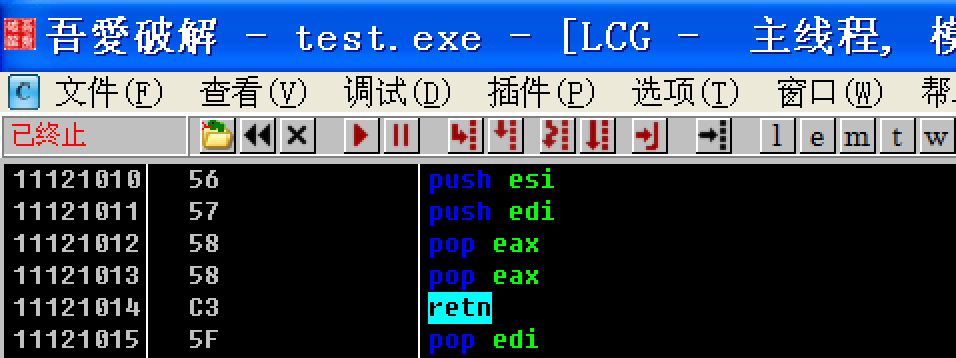 吾愛破解 - test.exe - [LCG - 主线程,
C 文件(F) 查看(V) 调试(D) 插件(P) 选项(T) 窗口(W) 帮
已终止 l e m t w
11121010 56 push esi
11121011 57 push edi
11121012 58 pop eax
11121013 58 pop eax
11121014 C3 retn
11121015 5F pop edi